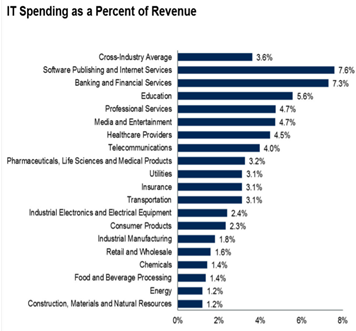 IT Spending as a Percent of Revenue
Cross-Industry Average 3.6%
Software Publishing and Internet Services 7.6%
Banking and Financial Services 7.3%
Education 5.6%
Professional Services 4.7%
Media and Entertainment 4.7%
Healthcare Providers 4.5%
Telecommunications 4.0%
Pharmaceuticals, Life Sciences and Medical Products 3.2%
Utilities 3.1%
Insurance 3.1%
Transportation 3.1%
Industrial Electronics and Electrical Equipment 2.4%
Consumer Products 2.3%
Industrial Manufacturing 1.8%
Retail and Wholesale 1.6%
Chemicals 1.4%
Food and Beverage Processing 1.4%
Energy 1.2%
Construction, Materials and Natural Resources 1.2%
0% 2% 4% 6% 8%